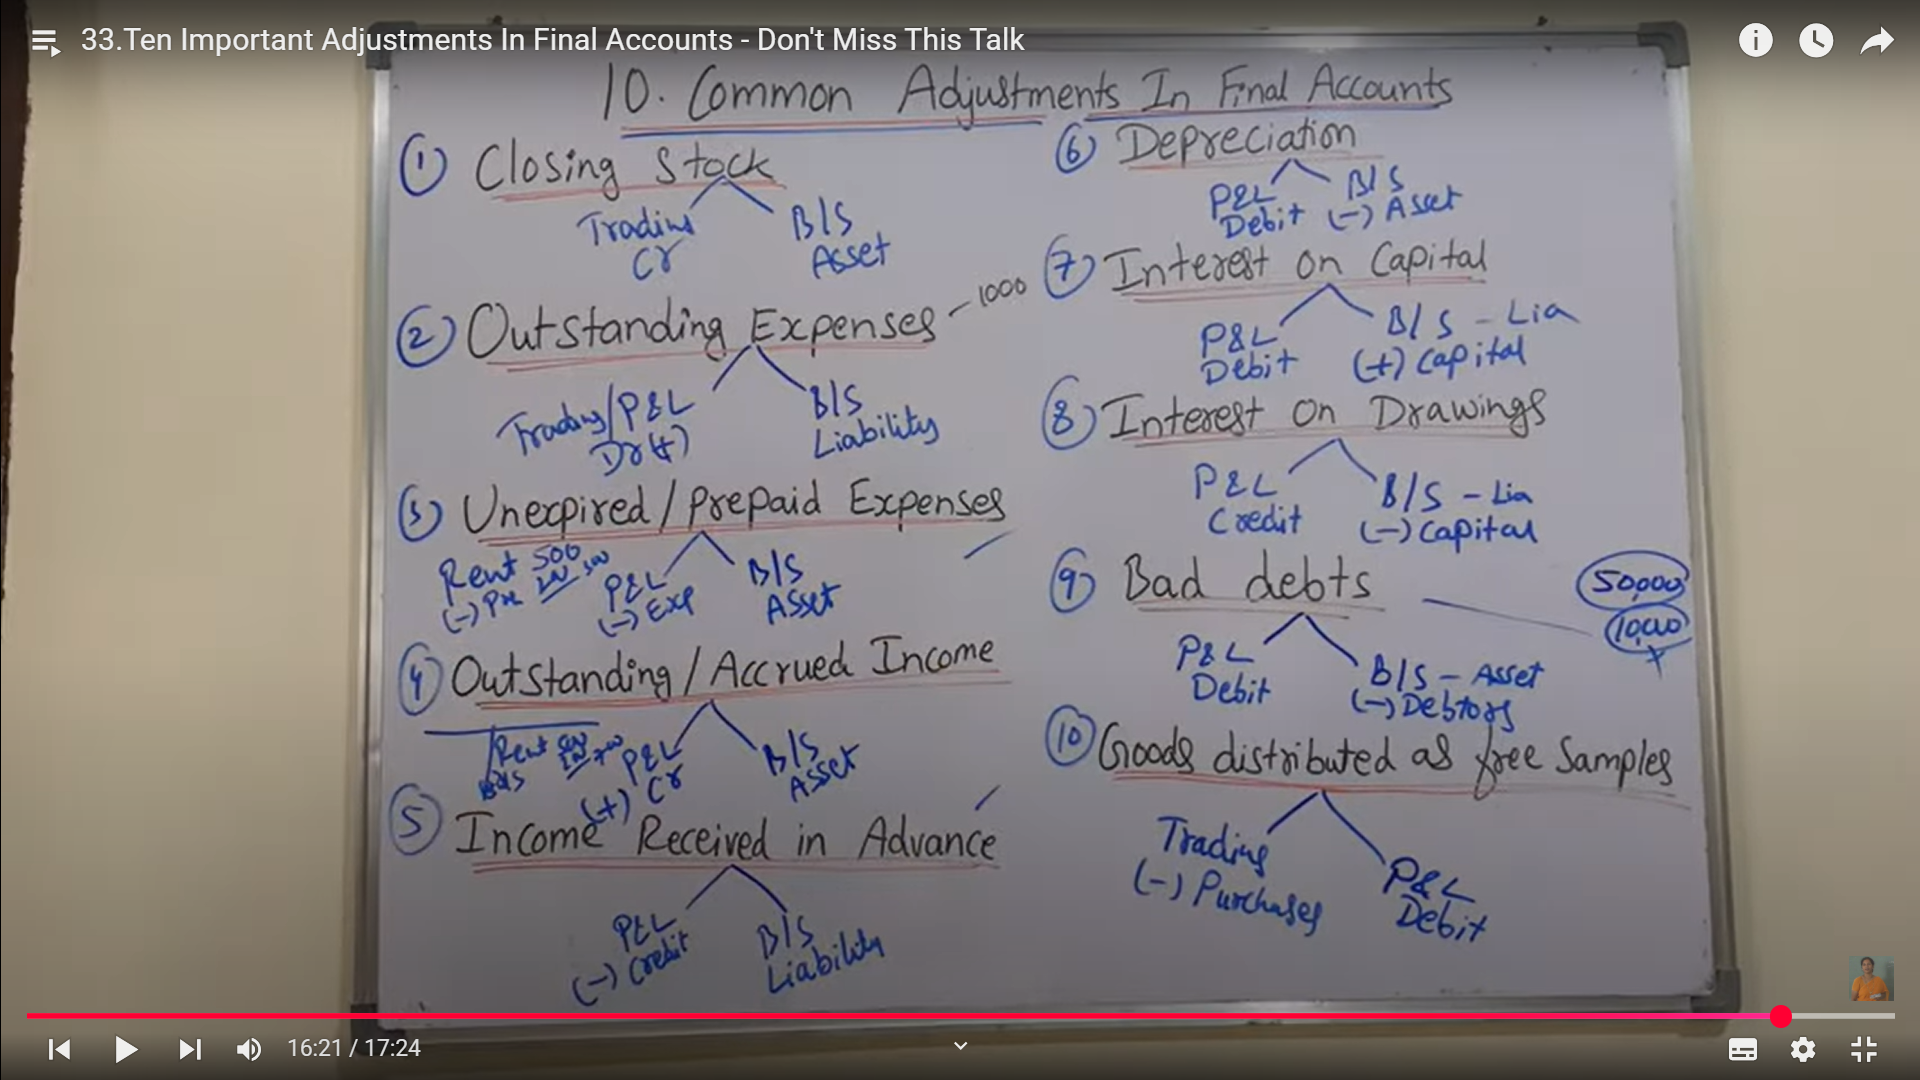 33.Ten Important Adjustments In Final Accounts - Don't Miss This Talk
10. Common Adjustments In Final Accounts
1 Closing Stock
Trading
Cr
B/S
Asset
2 Outstanding Expenses - 1000
Trading/P&L
Dr (+)
B/S
Liability
3 Unexpired/prepaid Expenses
Rent 500
(-) Pre
P&L
(-) Exp
B/S
Asset
4 Outstanding/Accrued Income
Rent
P&L
Cr
(+)
B/S
Asset
5 Income Received in Advance
P&L
(-) Credit
B/S
Liability
6 Depreciation
P&L
Debit
B/S
(-) Asset
7 Interest on Capital
P&L
Debit
B/S - Lia
(+) Capital
8 Interest on Drawings
P&L
Credit
B/S - Lia
(-) Capital
9 Bad debts
50,000
P&L
Debit
B/S - Asset
(-) Debtors
10 Goods distributed as free Samples
Trading
(-) Purchases
P&L
Debit
16:21 / 17:24